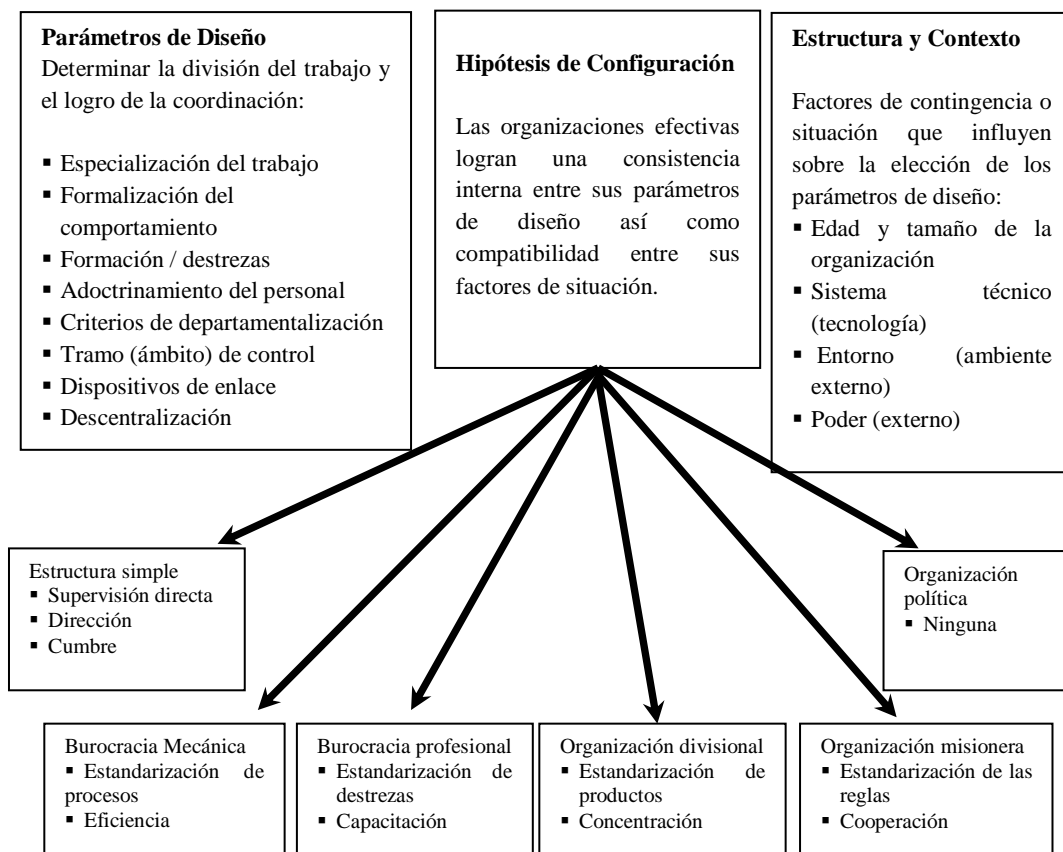 Parámetros de Diseño
Determinar la división del trabajo y
el logro de la coordinación:
▪ Especialización del trabajo
▪ Formalización del
comportamiento
▪ Formación / destrezas
▪ Adoctrinamiento del personal
▪ Criterios de departamentalización
▪ Tramo (ámbito) de control
▪ Dispositivos de enlace
▪ Descentralización
Hipótesis de Configuración
Las organizaciones efectivas
logran una consistencia
interna entre sus parámetros
de diseño así como
compatibilidad entre sus
factores de situación.
Estructura y Contexto
Factores de contingencia o
situación que influyen
sobre la elección de los
parámetros de diseño:
▪ Edad y tamaño de la
organización
▪ Sistema técnico
(tecnología)
▪ Entorno (ambiente
externo)
▪ Poder (externo)
Estructura simple
▪ Supervisión directa
▪ Dirección
▪ Cumbre
Organización
política
▪ Ninguna
Burocracia Mecánica
▪ Estandarización de
procesos
▪ Eficiencia
Burocracia profesional
▪ Estandarización de
destrezas
▪ Capacitación
Organización divisional
▪ Estandarización de
productos
▪ Concentración
Organización misionera
▪ Estandarización de las
reglas
▪ Cooperación